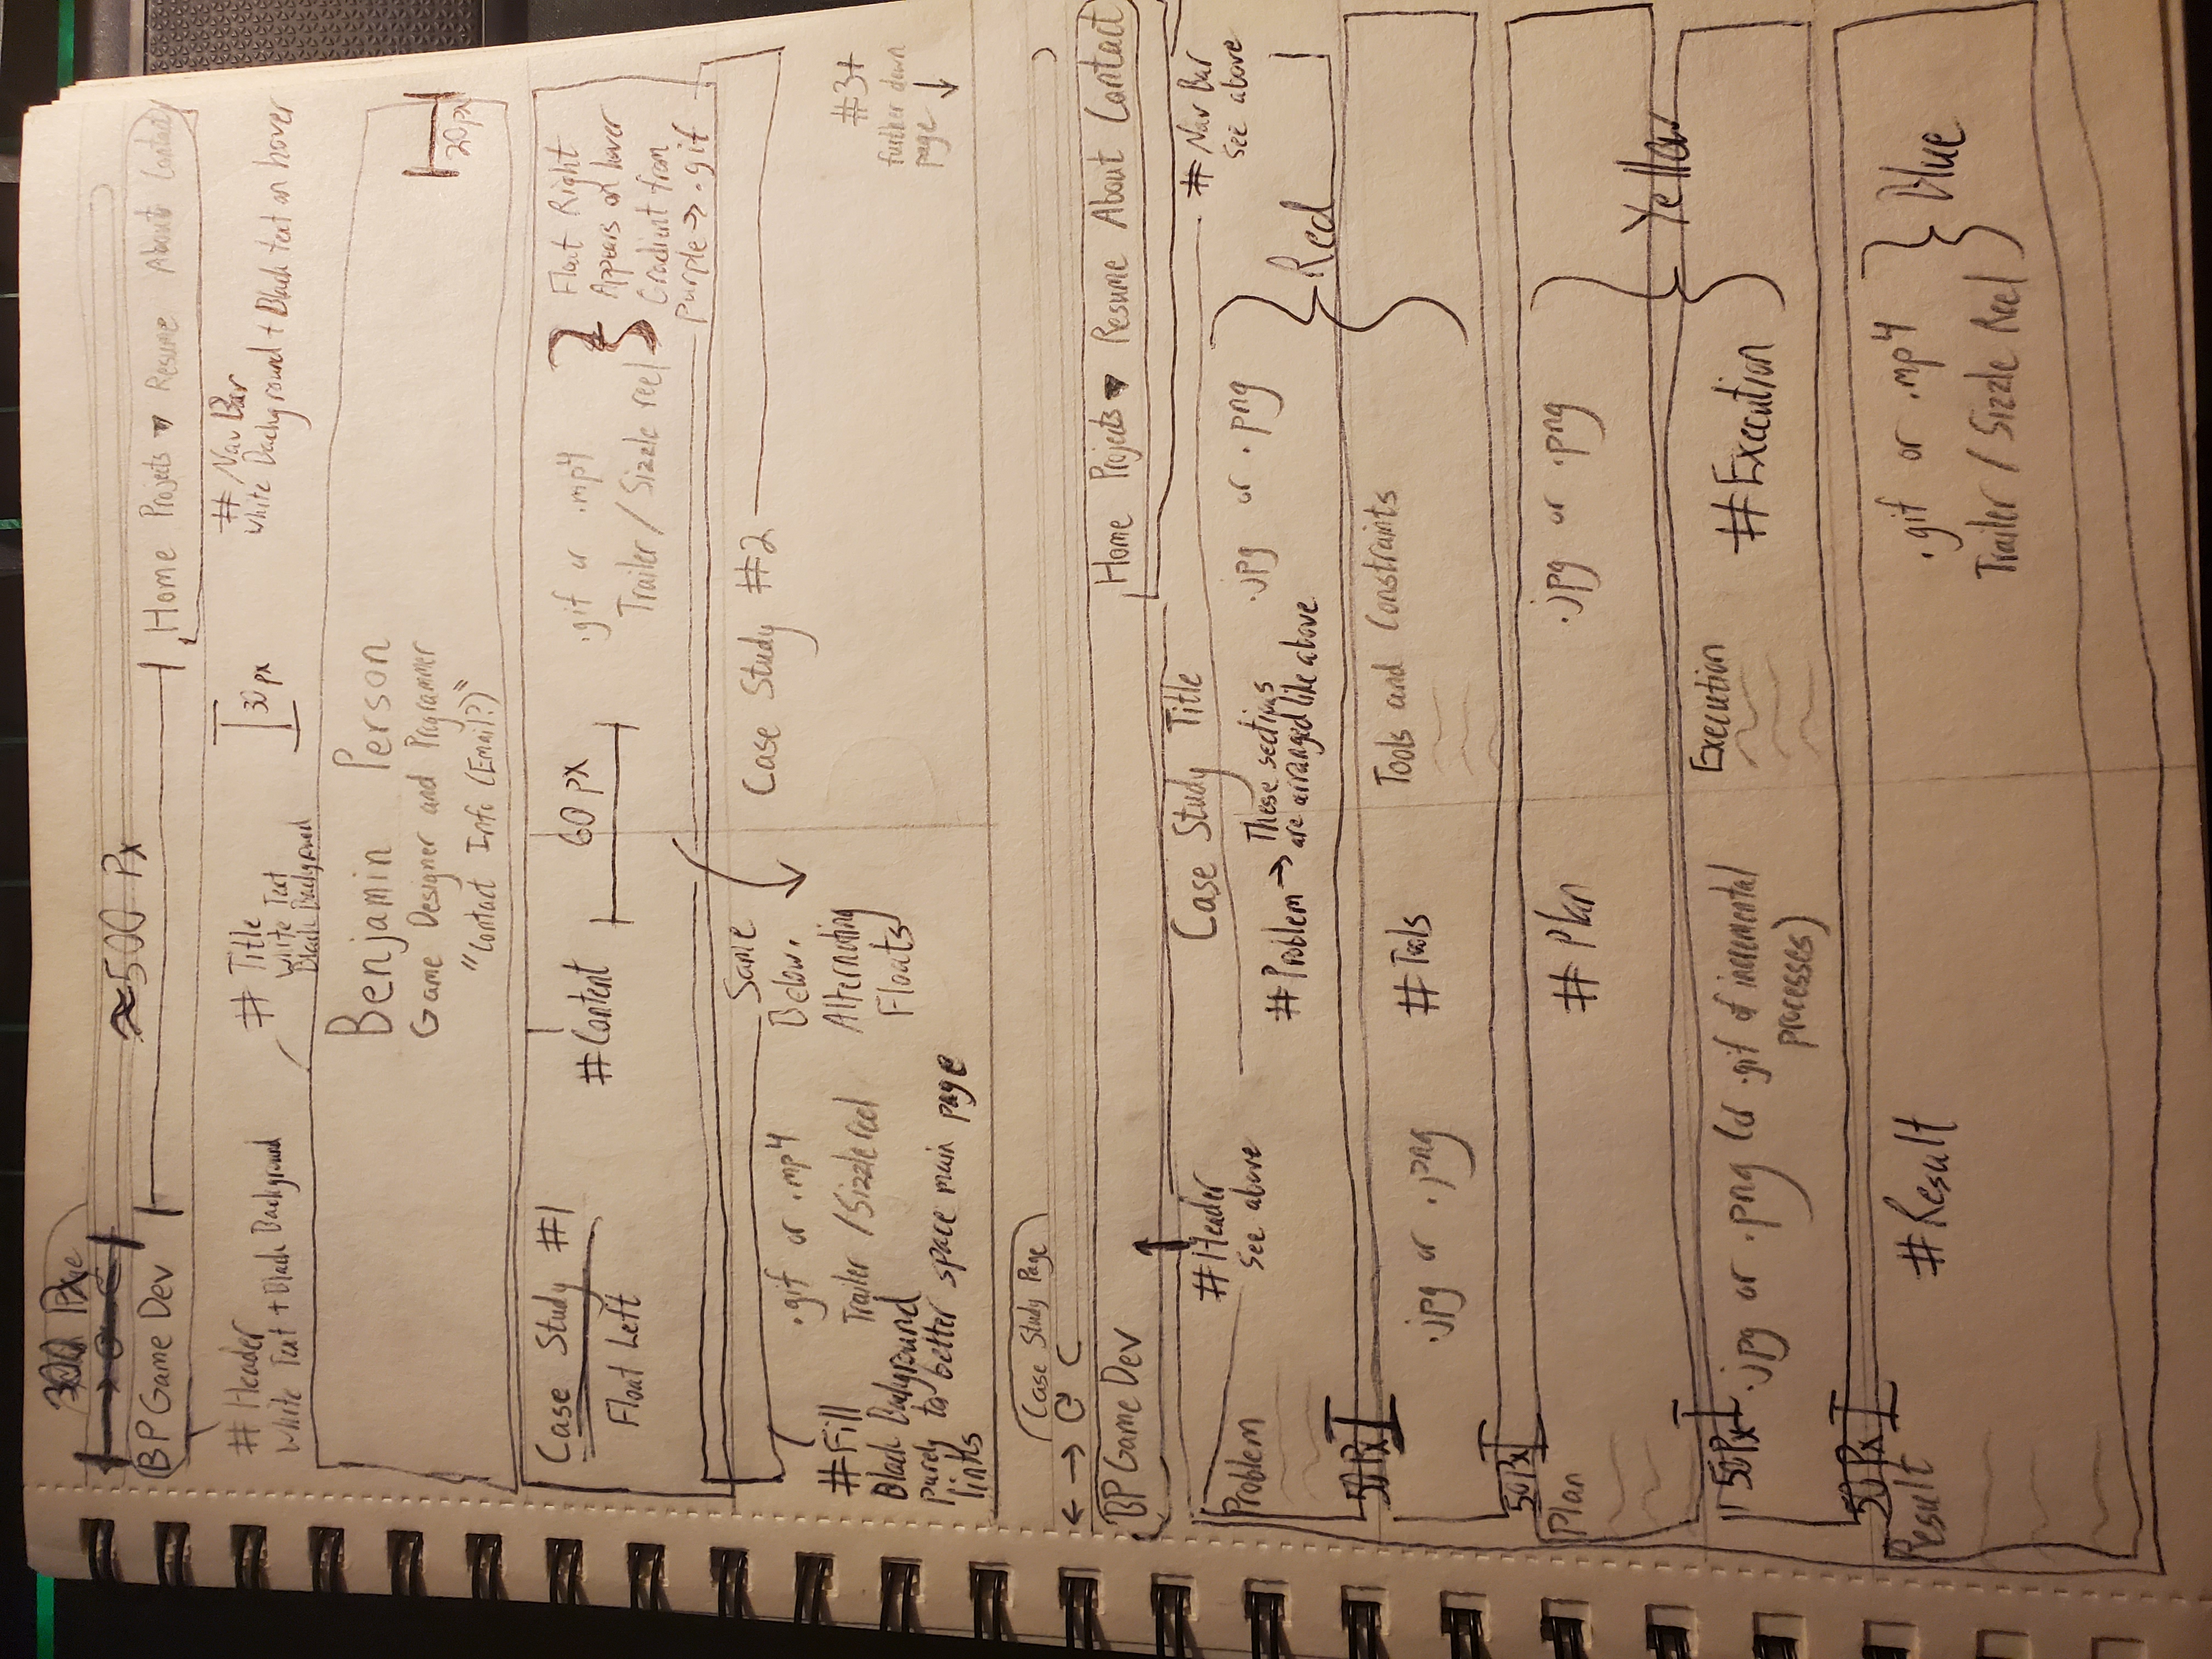 300 Px
≈500 Px
BP Game Dev
Home Projects ▼ Resume About Contact
# Header
White Text + Black Background
# Title
White Text
Black Background
30 px
# Nav Bar
White Background + Black text on hover
Benjamin Person
Game Designer and Programmer
"Contact Info (Email?)"
20 px
Case Study #1
Float Left
# Content
60 px
.gif or .mp4
Trailer / Sizzle reel
Float Right
Appears on hover
Gradient from
purple → .gif
Same
Below.
Alternating
Floats
Case Study #2
.gif or .mp4
Trailer / Sizzle reel
# Fill
Black Background
purely to better space main page
links
#3+
further down
page ↓
Case Study Page
← →
BP Game Dev
Home Projects ▼ Resume About Contact
# Header
See above
Case Study Title
# Nav Bar
See above
Problem
# Problem → These sections
are arranged like above
.jpg or .png
Red
50 Px
.jpg or .png
# Tools
Tools and Constraints
50 Px
Plan
# Plan
.jpg or .png
Yellow
50 Px
.jpg or .png (or .gif of incremental
processes)
Execution
# Execution
50 Px
Result
# Result
.gif or .mp4
Trailer / Sizzle Reel
Blue